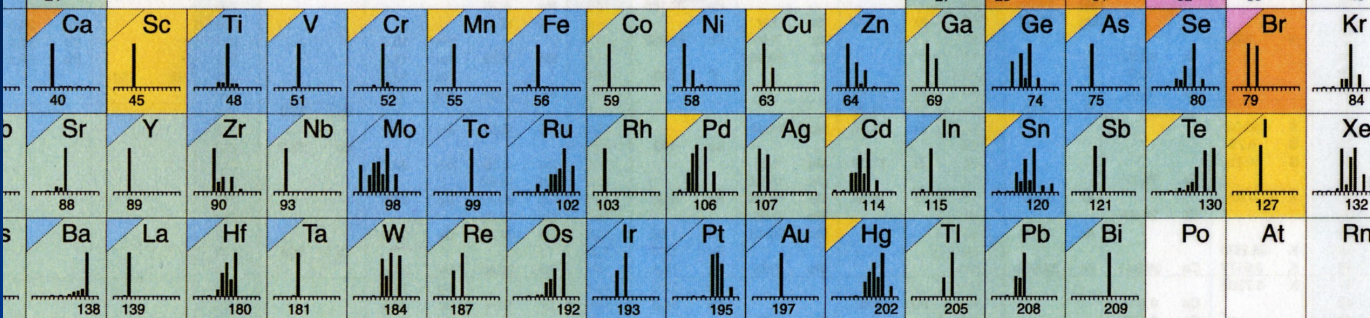 Ca Sc Ti V Cr Mn Fe Co Ni Cu Zn Ga Ge As Se Br Kr
40 45 48 51 52 55 56 59 58 63 64 69 74 75 80 79 84
Sr Y Zr Nb Mo Tc Ru Rh Pd Ag Cd In Sn Sb Te I Xe
88 89 90 93 98 99 102 103 106 107 114 115 120 121 130 127 132
Ba La Hf Ta W Re Os Ir Pt Au Hg Tl Pb Bi Po At Rn
138 139 180 181 184 187 192 193 195 197 202 205 208 209